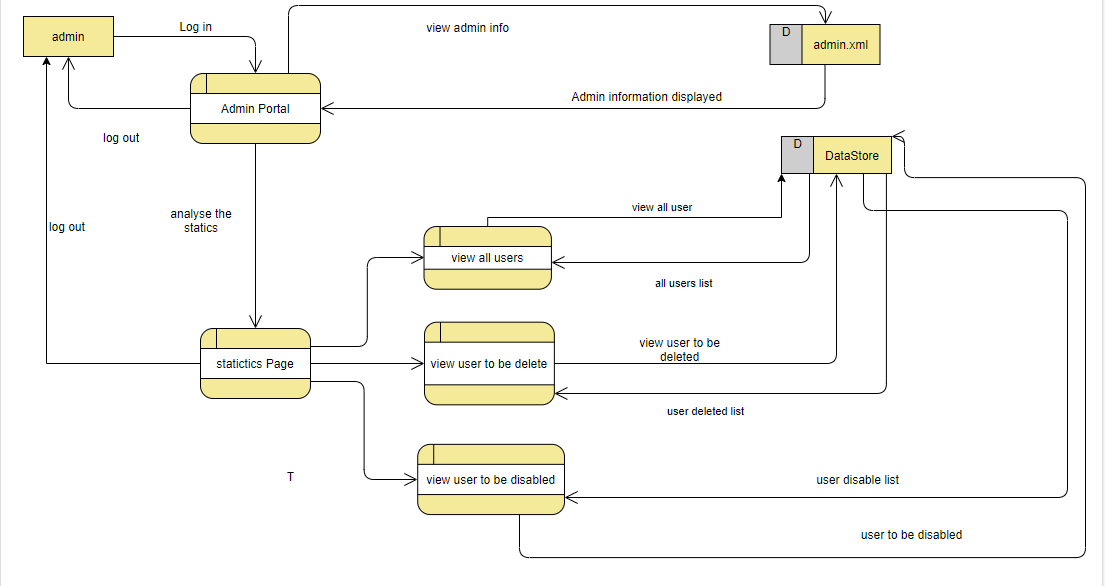 admin
Log in
view admin info
D
admin.xml
Admin Portal
Admin information displayed
log out
D
DataStore
analyse the
statics
log out
view all user
view all users
all users list
statictics Page
view user to be delete
view user to be
deleted
user deleted list
T
view user to be disabled
user disable list
user to be disabled